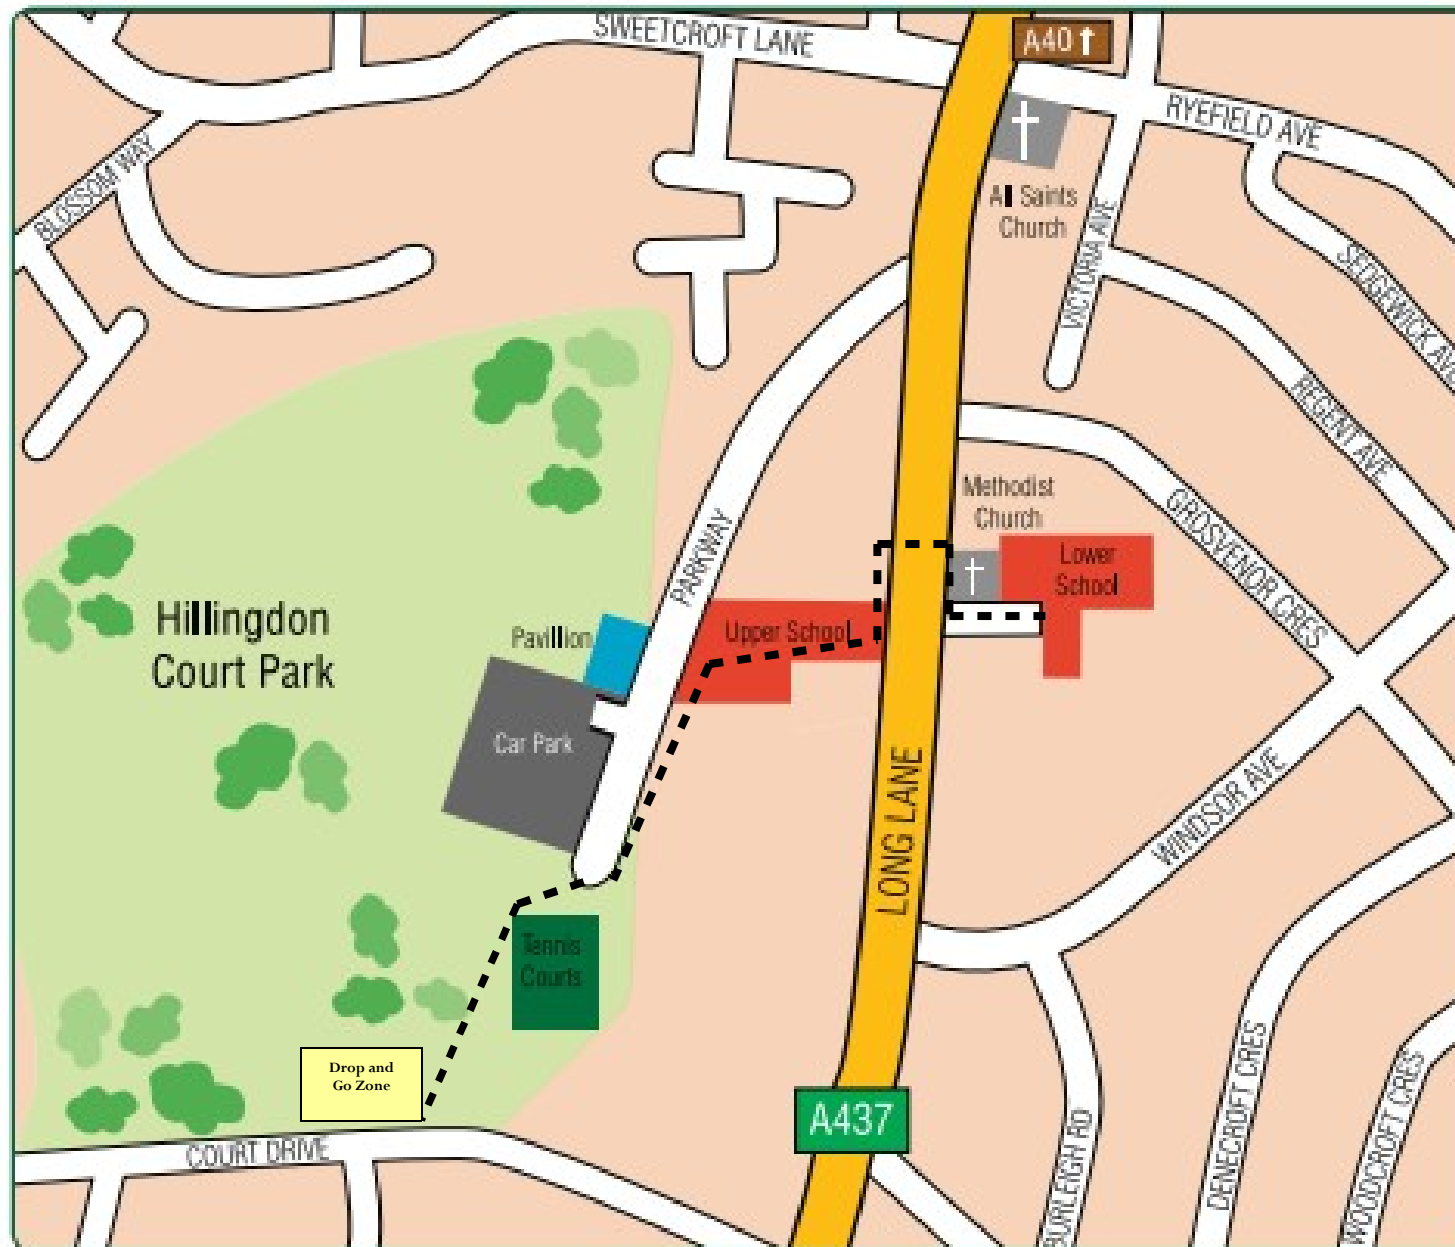 SWEETCROFT LANE
A40 †
RYEFIELD AVE
BLOSSOM WAY
All Saints
Church
VICTORIA AVE
SEDGEWICK AVE
REGENT AVE
Methodist
Church
GROSVENOR CRES
Lower
School
PARKWAY
Hillingdon
Court Park
Pavillion
Upper School
Car Park
LONG LANE
WINDSOR AVE
Tennis
Courts
Drop and
Go Zone
A437
COURT DRIVE
BURLEIGH RD
DENECROFT CRES
WOODCROFT CRES